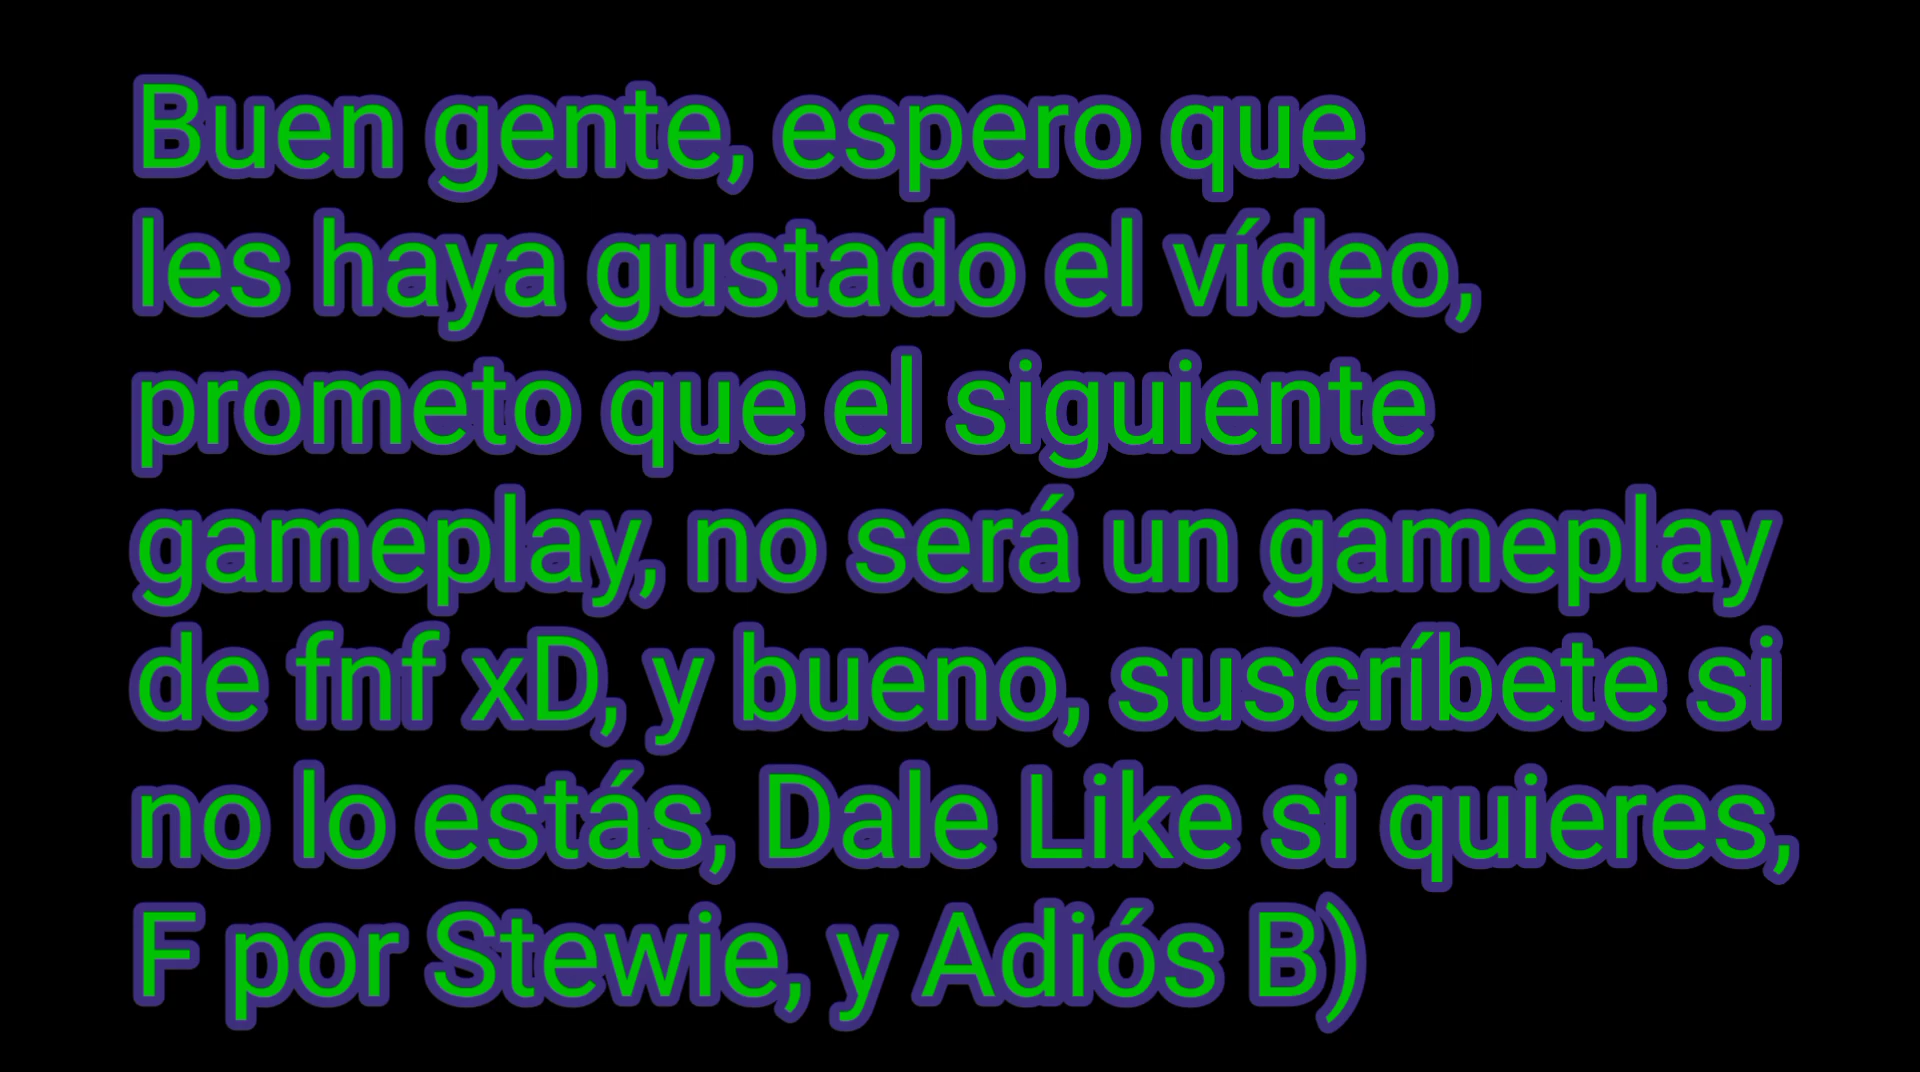 Buen gente, espero que
les haya gustado el vídeo,
prometo que el siguiente
gameplay, no será un gameplay
de fnf xD, y bueno, suscríbete si
no lo estás, Dale Like si quieres,
F por Stewie, y Adiós B)